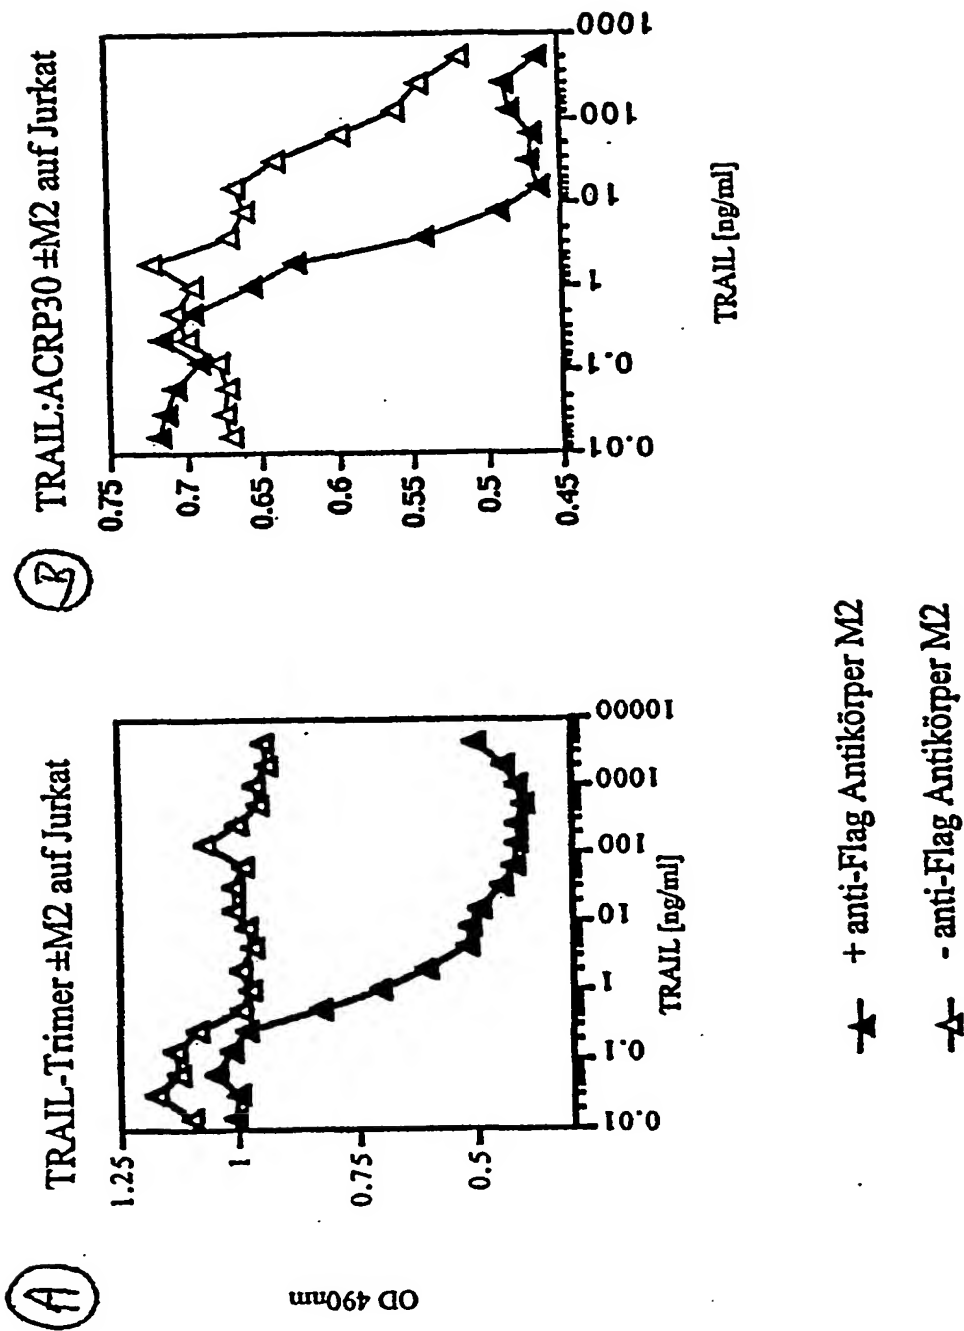 A
TRAIL-Trimer ±M2 auf Jurkat
OD 490nm
1.25
1
0.75
0.5
0.01
0.1
1
10
100
1000
10000
TRAIL [ng/ml]
B
TRAIL:ACRP30 ±M2 auf Jurkat
0.75
0.7
0.65
0.6
0.55
0.5
0.45
0.01
0.1
1
10
100
1000
TRAIL [ng/ml]
+ anti-Flag Antikörper M2
- anti-Flag Antikörper M2